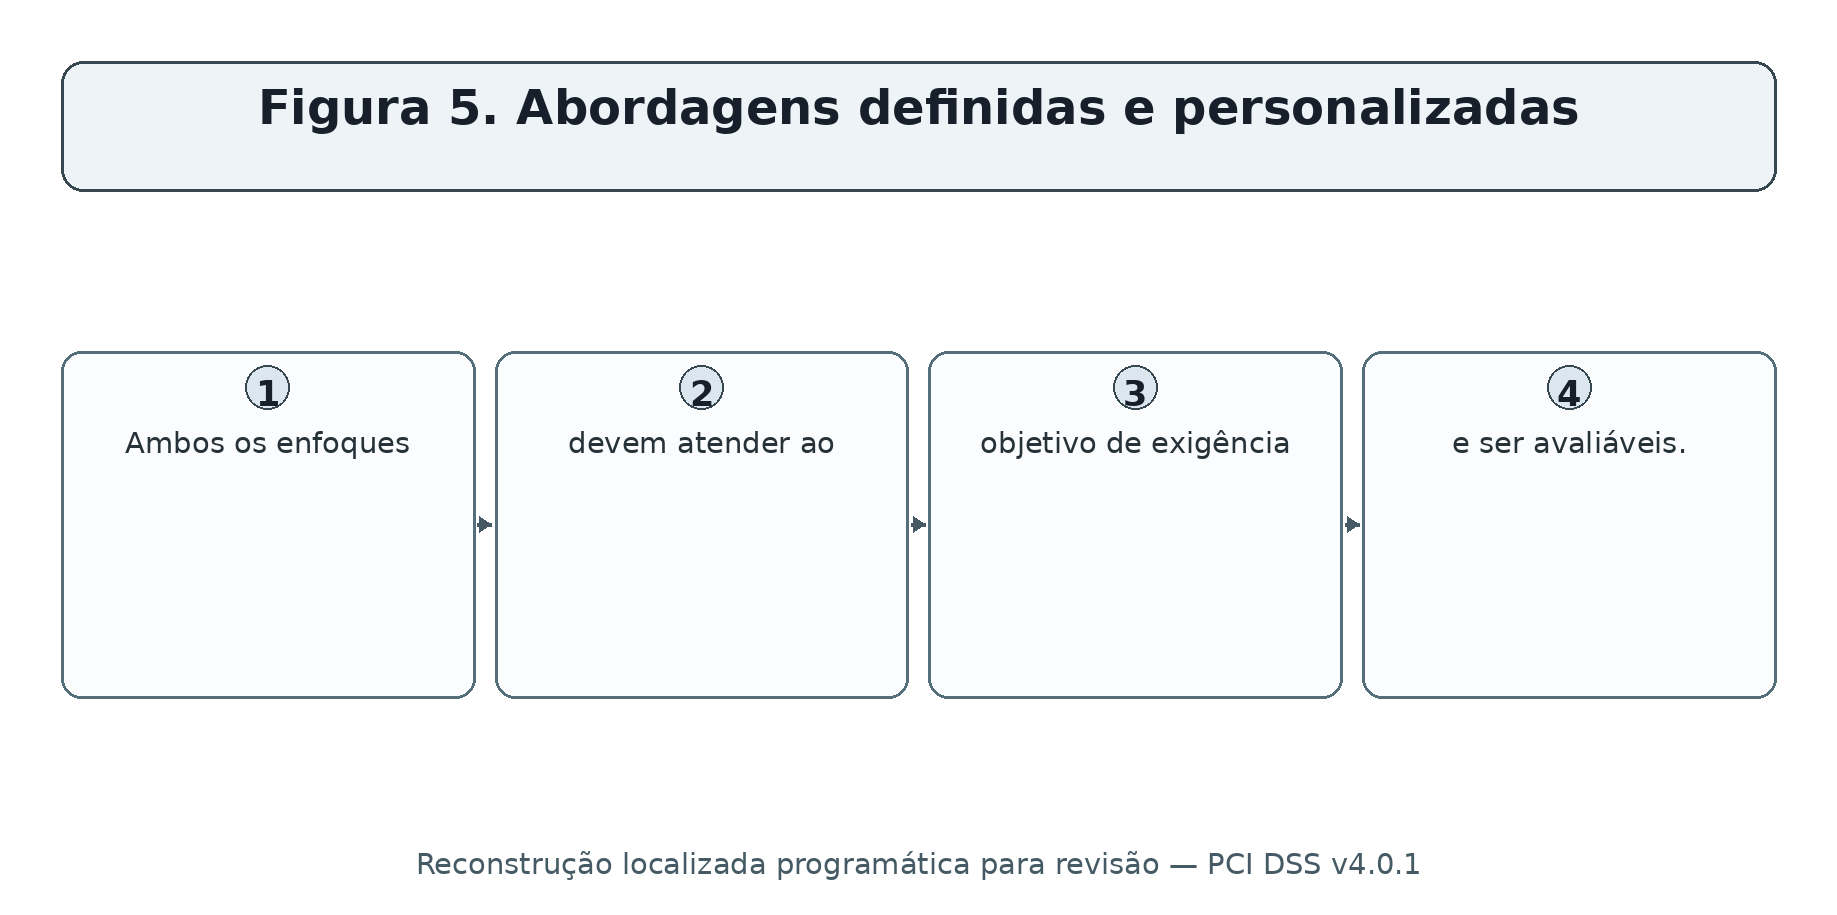 Figura 5. Abordagens definidas e personalizadas
1
Ambos os enfoques
2
devem atender ao
3
objetivo de exigência
4
e ser avaliáveis.
Reconstrução localizada programática para revisão — PCI DSS v4.0.1